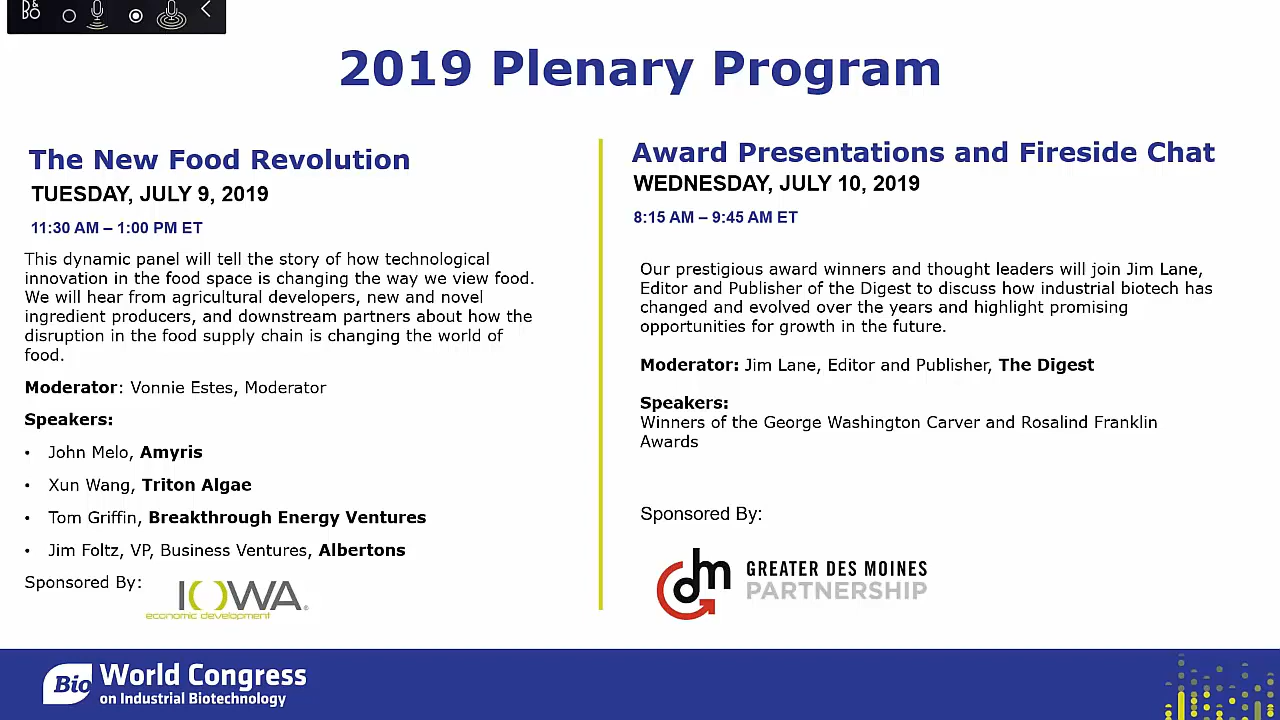 2019 Plenary Program
The New Food Revolution
TUESDAY, JULY 9, 2019
11:30 AM – 1:00 PM ET
This dynamic panel will tell the story of how technological
innovation in the food space is changing the way we view food.
We will hear from agricultural developers, new and novel
ingredient producers, and downstream partners about how the
disruption in the food supply chain is changing the world of
food.
Moderator: Vonnie Estes, Moderator
Speakers:
• John Melo, Amyris
• Xun Wang, Triton Algae
• Tom Griffin, Breakthrough Energy Ventures
• Jim Foltz, VP, Business Ventures, Albertons
Sponsored By:
IOWA®
economic development
Award Presentations and Fireside Chat
WEDNESDAY, JULY 10, 2019
8:15 AM – 9:45 AM ET
Our prestigious award winners and thought leaders will join Jim Lane,
Editor and Publisher of the Digest to discuss how industrial biotech has
changed and evolved over the years and highlight promising
opportunities for growth in the future.
Moderator: Jim Lane, Editor and Publisher, The Digest
Speakers:
Winners of the George Washington Carver and Rosalind Franklin
Awards
Sponsored By:
dm
GREATER DES MOINES
PARTNERSHIP
Bio
World Congress
on Industrial Biotechnology